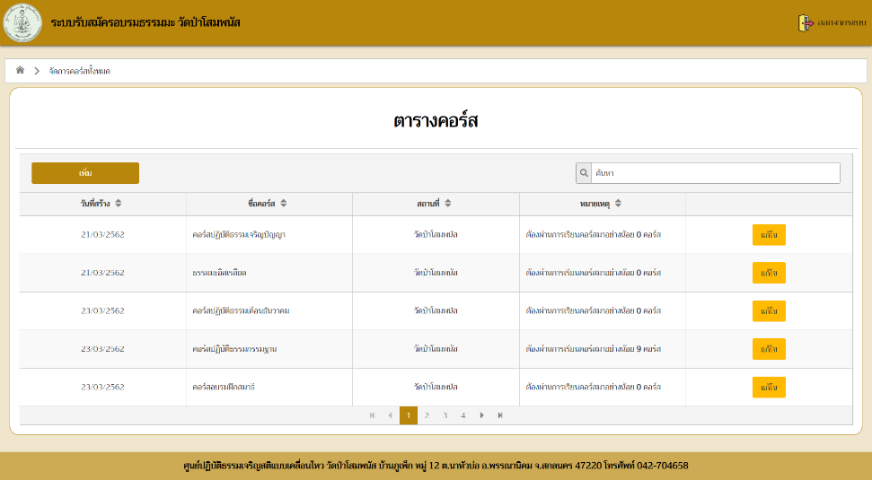 ระบบรับสมัครอบรมธรรมมะ วัดป่าโสมพนัส
ออกจากระบบ
จัดการคอร์สทั้งหมด
ตารางคอร์ส
เพิ่ม
ค้นหา
วันที่สร้าง ชื่อคอร์ส สถานที่ หมายเหตุ
21/03/2562 คอร์สปฏิบัติธรรมเจริญปัญญา วัดป่าโสมพนัส ต้องผ่านการเรียนคอร์สมาอย่างน้อย 0 คอร์ส แก้ไข
21/03/2562 ธรรมะอิสรสียล วัดป่าโสมพนัส ต้องผ่านการเรียนคอร์สมาอย่างน้อย 0 คอร์ส แก้ไข
23/03/2562 คอร์สปฏิบัติธรรมเดือนธันวาคม วัดป่าโสมพนัส ต้องผ่านการเรียนคอร์สมาอย่างน้อย 0 คอร์ส แก้ไข
23/03/2562 คอร์สปฏิบัติธรรมกรรมฐาน วัดป่าโสมพนัส ต้องผ่านการเรียนคอร์สมาอย่างน้อย 9 คอร์ส แก้ไข
23/03/2562 คอร์สอบรมฝึกสมาธิ วัดป่าโสมพนัส ต้องผ่านการเรียนคอร์สมาอย่างน้อย 0 คอร์ส แก้ไข
1 2 3 4
ศูนย์ปฏิบัติธรรมเจริญสติแบบเคลื่อนไหว วัดป่าโสมพนัส บ้านภูเพ็ก หมู่ 12 ต.นาหัวบ่อ อ.พรรณานิคม จ.สกลนคร 47220 โทรศัพท์ 042-704658